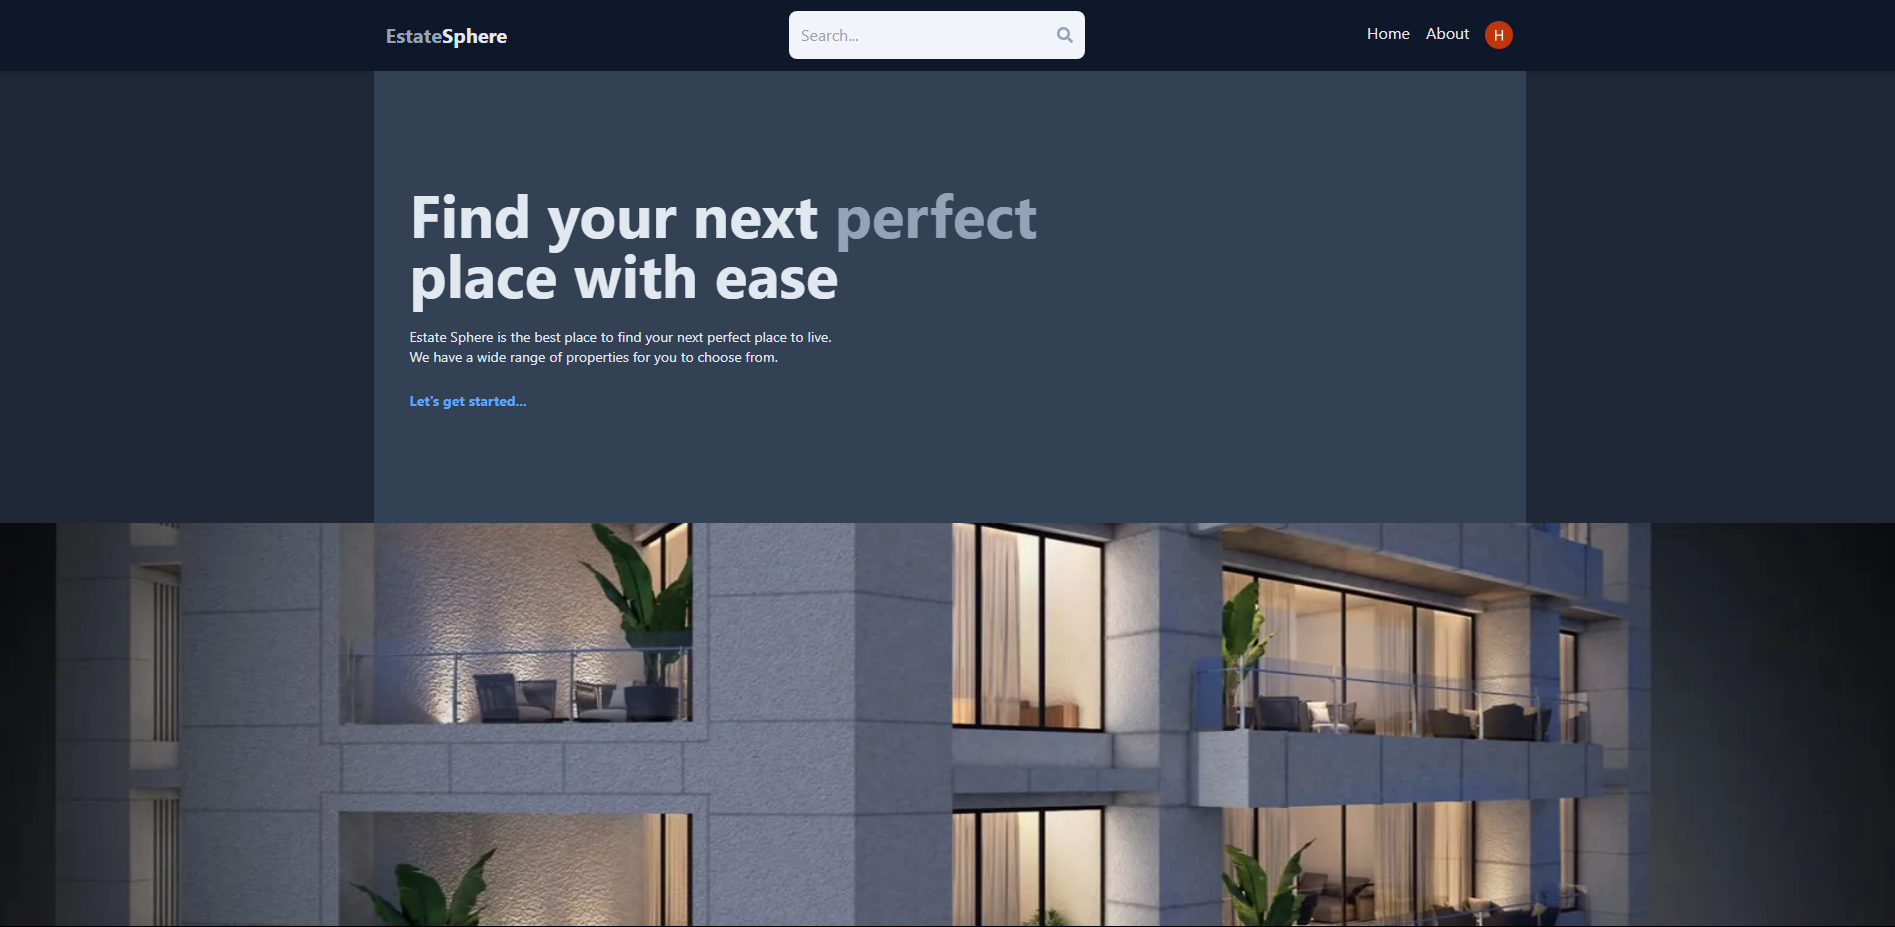 EstateSphere
Search...
Home
About
H
Find your next perfect
place with ease
Estate Sphere is the best place to find your next perfect place to live.
We have a wide range of properties for you to choose from.
Let's get started...